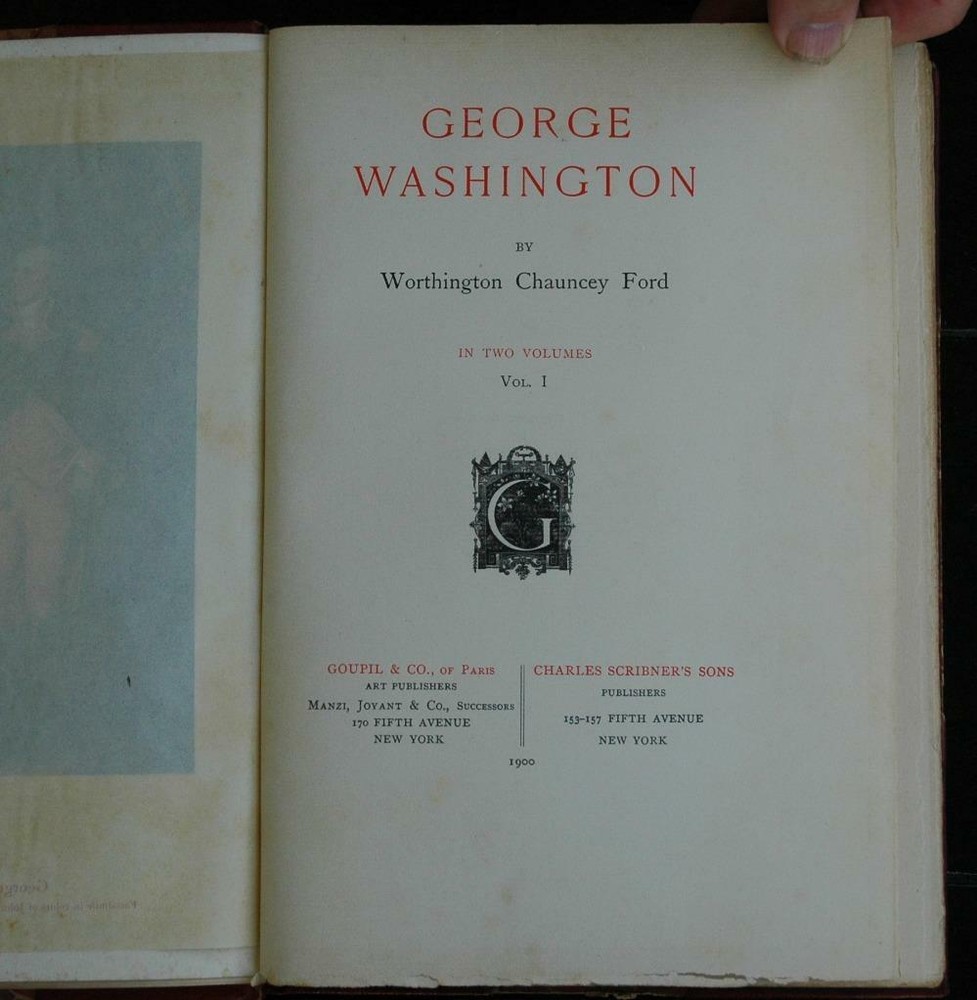 GEORGE
WASHINGTON
BY
Worthington Chauncey Ford
IN TWO VOLUMES
VOL. I
G
GOUPIL & CO., OF PARIS
ART PUBLISHERS
MANZI, JOYANT & CO., SUCCESSORS
170 FIFTH AVENUE
NEW YORK
CHARLES SCRIBNER'S SONS
PUBLISHERS
153-157 FIFTH AVENUE
NEW YORK
1900